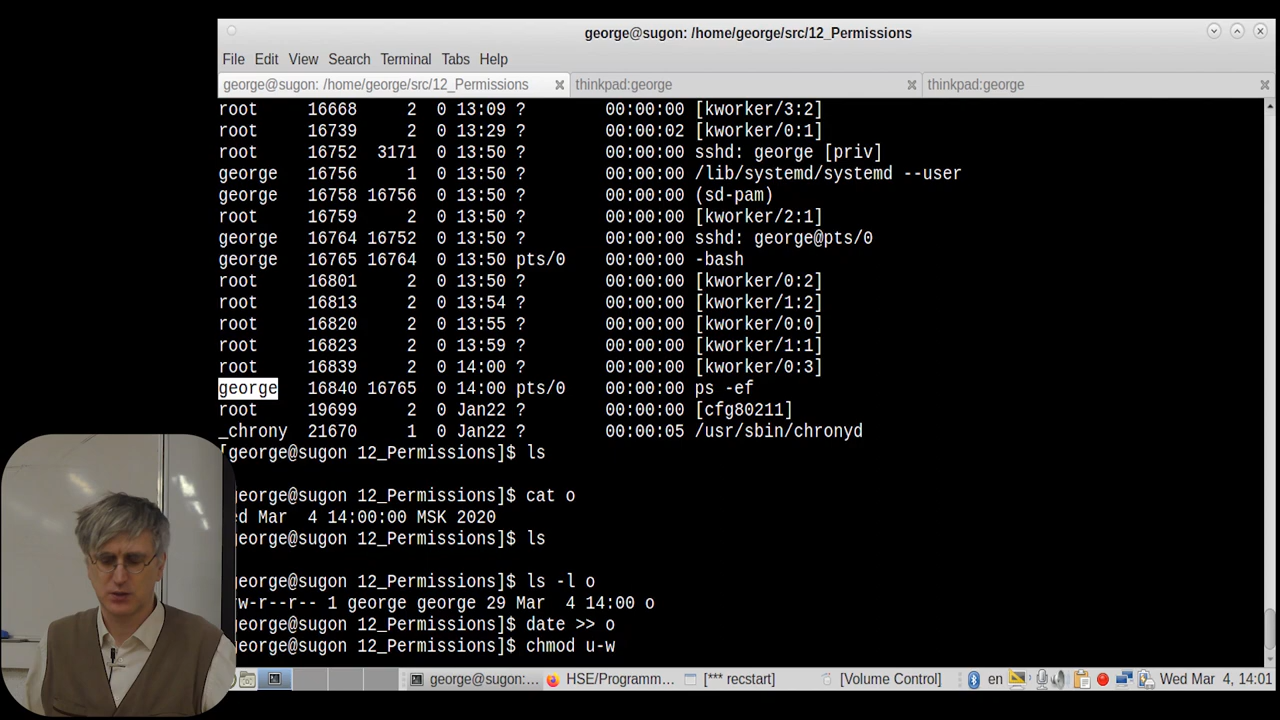 george@sugon: /home/george/src/12_Permissions
File Edit View Search Terminal Tabs Help
george@sugon: /home/george/src/12_Permissions thinkpad:george thinkpad:george
root 16668 2 0 13:09 ? 00:00:00 [kworker/3:2]
root 16739 2 0 13:29 ? 00:00:02 [kworker/0:1]
root 16752 3171 0 13:50 ? 00:00:00 sshd: george [priv]
george 16756 1 0 13:50 ? 00:00:00 /lib/systemd/systemd --user
george 16758 16756 0 13:50 ? 00:00:00 (sd-pam)
root 16759 2 0 13:50 ? 00:00:00 [kworker/2:1]
george 16764 16752 0 13:50 ? 00:00:00 sshd: george@pts/0
george 16765 16764 0 13:50 pts/0 00:00:00 -bash
root 16801 2 0 13:50 ? 00:00:00 [kworker/0:2]
root 16813 2 0 13:54 ? 00:00:00 [kworker/1:2]
root 16820 2 0 13:55 ? 00:00:00 [kworker/0:0]
root 16823 2 0 13:59 ? 00:00:00 [kworker/1:1]
root 16839 2 0 14:00 ? 00:00:00 [kworker/0:3]
george 16840 16765 0 14:00 pts/0 00:00:00 ps -ef
root 19699 2 0 Jan22 ? 00:00:00 [cfg80211]
_chrony 21670 1 0 Jan22 ? 00:00:05 /usr/sbin/chronyd
[george@sugon 12_Permissions]$ ls
george@sugon 12_Permissions]$ cat o
ed Mar 4 14:00:00 MSK 2020
george@sugon 12_Permissions]$ ls
george@sugon 12_Permissions]$ ls -l o
rw-r--r-- 1 george george 29 Mar 4 14:00 o
george@sugon 12_Permissions]$ date >> o
george@sugon 12_Permissions]$ chmod u-w
george@sugon:... HSE/Programm... [*** recstart] [Volume Control] en Wed Mar 4, 14:01